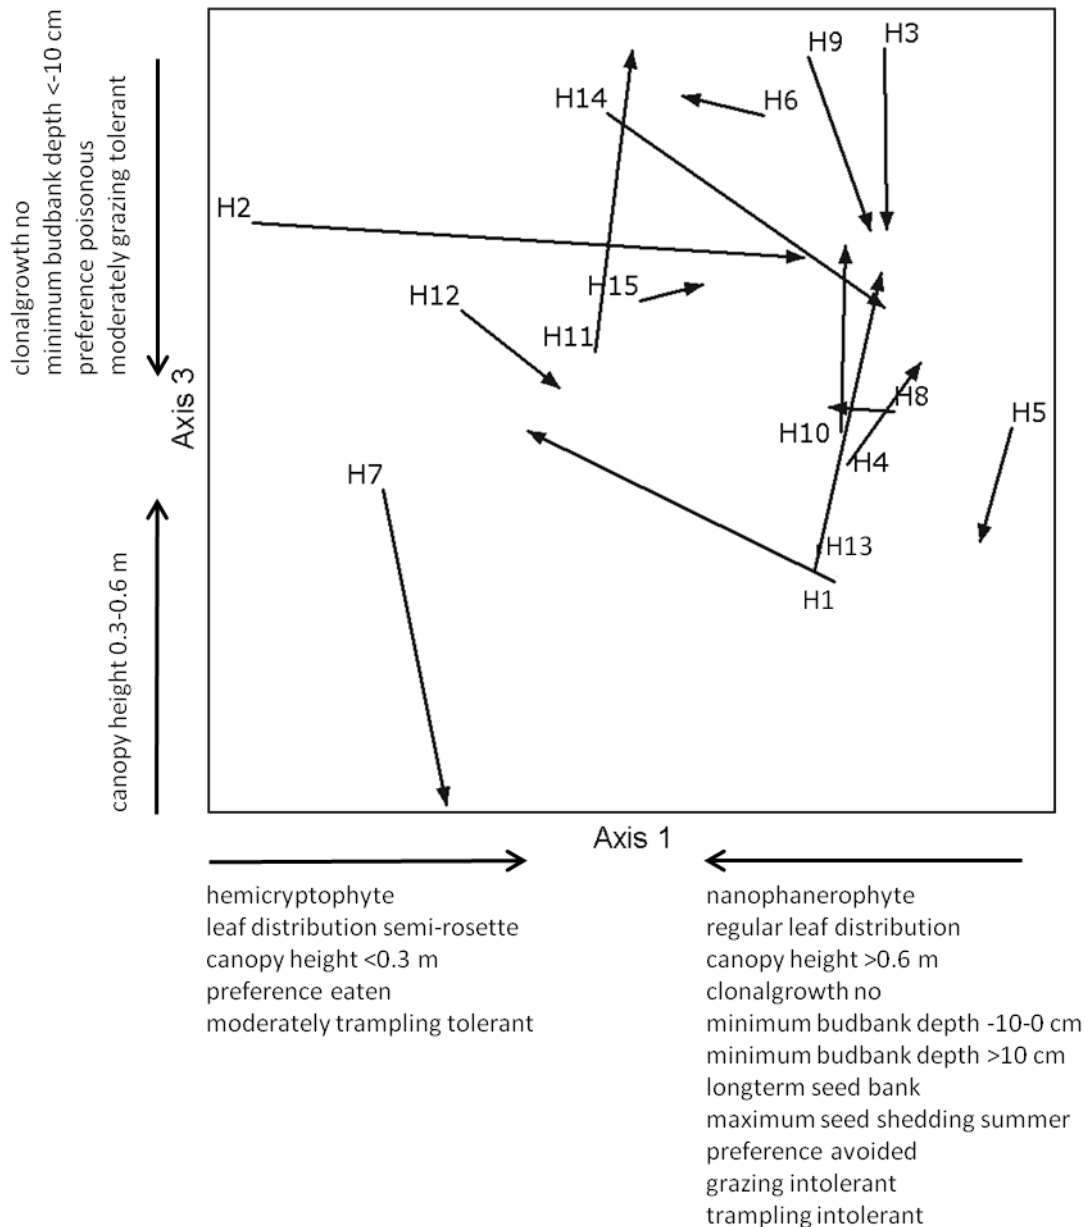 clonalgrowth no
minimum budbank depth <-10 cm
preference poisonous
moderately grazing tolerant
Axis 3
canopy height 0.3-0.6 m
H9
H3
H14
H6
H2
H15
H12
H11
H8
H5
H10
H4
H7
H13
H1
Axis 1
hemicryptophyte
leaf distribution semi-rosette
canopy height <0.3 m
preference eaten
moderately trampling tolerant
nanophanerophyte
regular leaf distribution
canopy height >0.6 m
clonalgrowth no
minimum budbank depth -10-0 cm
minimum budbank depth >10 cm
longterm seed bank
maximum seed shedding summer
preference avoided
grazing intolerant
trampling intolerant